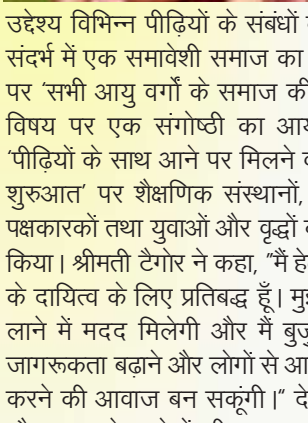 उद्देश्य विभिन्न पीढ़ियों के संबंधों
संदर्भ में एक समावेशी समाज का
पर 'सभी आयु वर्गों के समाज की
विषय पर एक संगोष्ठी का
'पीढ़ियों के साथ आने पर मिलने
शुरुआत' पर शैक्षणिक संस्थानों,
पक्षकारकों तथा युवाओं और वृद्धों
किया। श्रीमती टैगोर ने कहा, "मैं
के दायित्व के लिए प्रतिबद्ध हूँ।
लाने में मदद मिलेगी और मैं
जागरूकता बढ़ाने और लोगों से
करने की आवाज बन सकूंगी।"